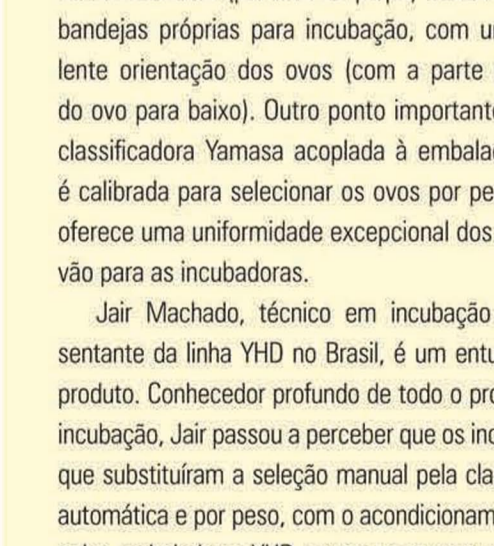 bandejas próprias para incubação, com
lente orientação dos ovos (com a parte
do ovo para baixo). Outro ponto important
classificadora Yamasa acoplada à embala
é calibrada para selecionar os ovos por pe
oferece uma uniformidade excepcional dos
vão para as incubadoras.
Jair Machado, técnico em incubação
sentante da linha YHD no Brasil, é um entu
produto. Conhecedor profundo de todo o pro
incubação, Jair passou a perceber que os ind
que substituíram a seleção manual pela cla
automática e por peso, com o acondicionam